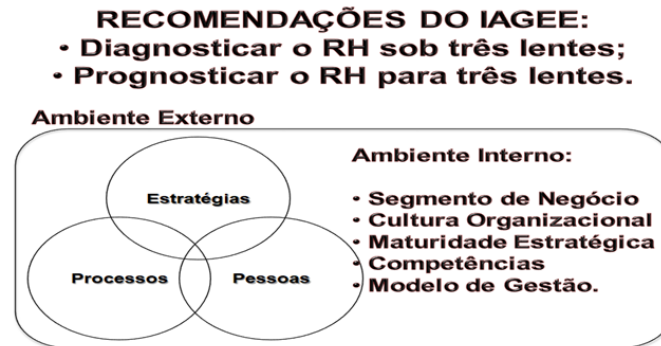 RECOMENDAÇÕES DO IAGEE:
• Diagnosticar o RH sob três lentes;
• Prognosticar o RH para três lentes.
Ambiente Externo
Estratégias
Processos
Pessoas
Ambiente Interno:
• Segmento de Negócio
• Cultura Organizacional
• Maturidade Estratégica
• Competências
• Modelo de Gestão.